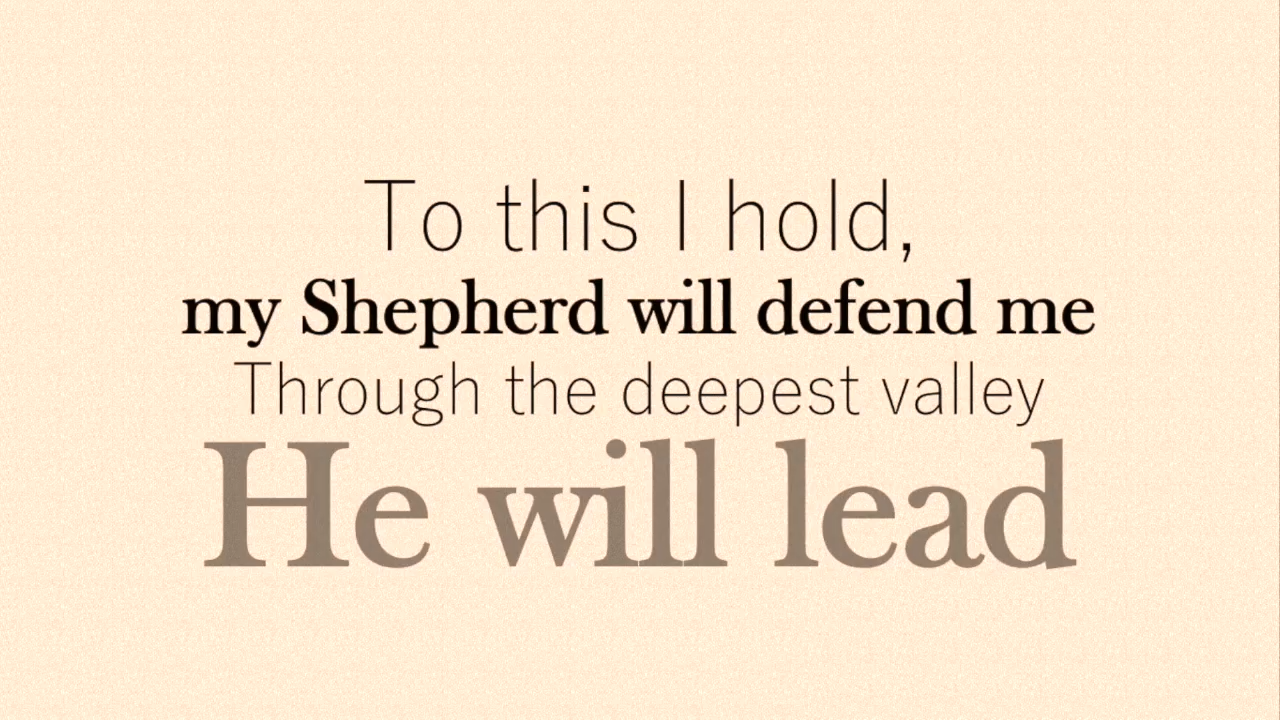 To this I hold,
my Shepherd will defend me
Through the deepest valley
He will lead